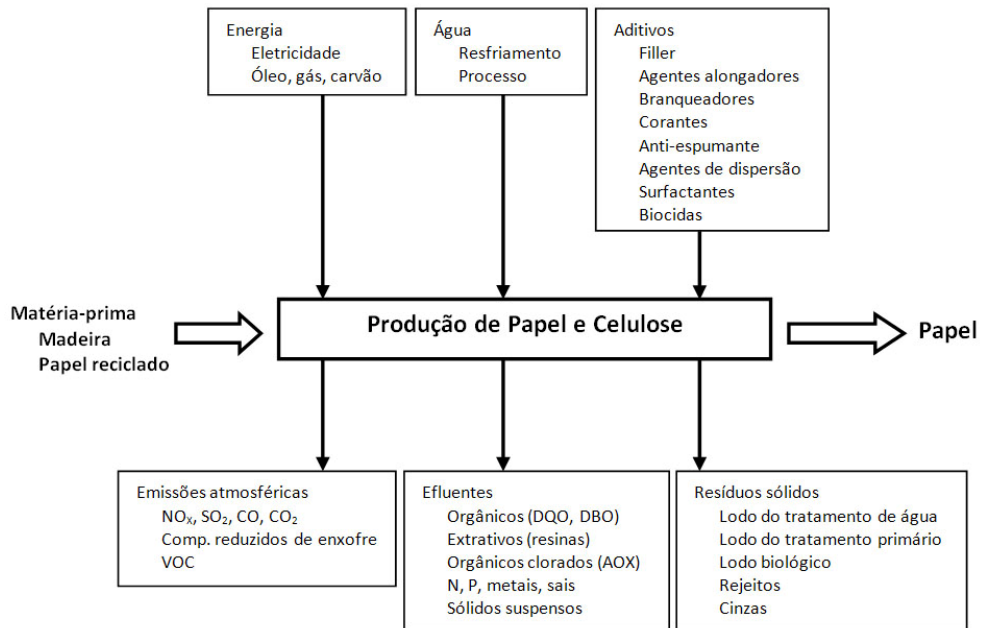 Energia
Eletricidade
Óleo, gás, carvão
Água
Resfriamento
Processo
Aditivos
Filler
Agentes alongadores
Branqueadores
Corantes
Anti-espumante
Agentes de dispersão
Surfactantes
Biocidas
Matéria-prima
Madeira
Papel reciclado
Produção de Papel e Celulose
Papel
Emissões atmosféricas
NOₓ, SO₂, CO, CO₂
Comp. reduzidos de enxofre
VOC
Efluentes
Orgânicos (DQO, DBO)
Extrativos (resinas)
Orgânicos clorados (AOX)
N, P, metais, sais
Sólidos suspensos
Resíduos sólidos
Lodo do tratamento de água
Lodo do tratamento primário
Lodo biológico
Rejeitos
Cinzas